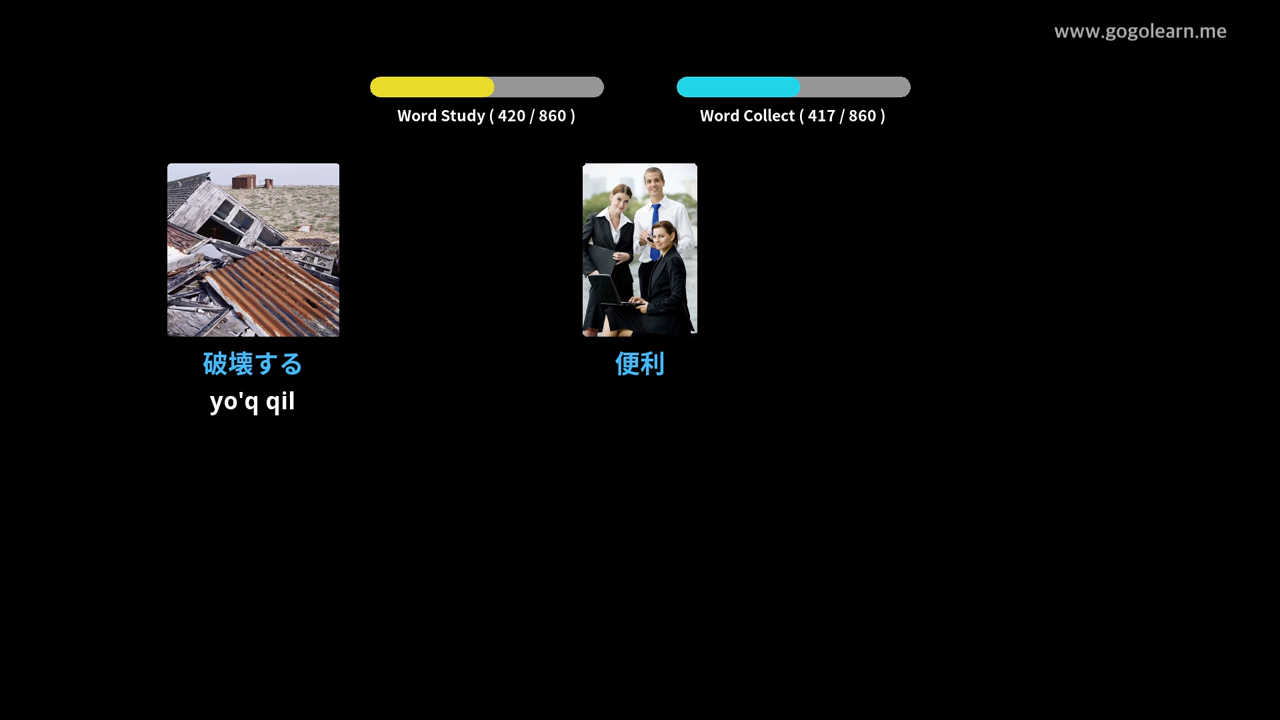 www.gogolearn.me
Word Study ( 420 / 860 )
Word Collect ( 417 / 860 )
破壊する
yo'q qil
便利